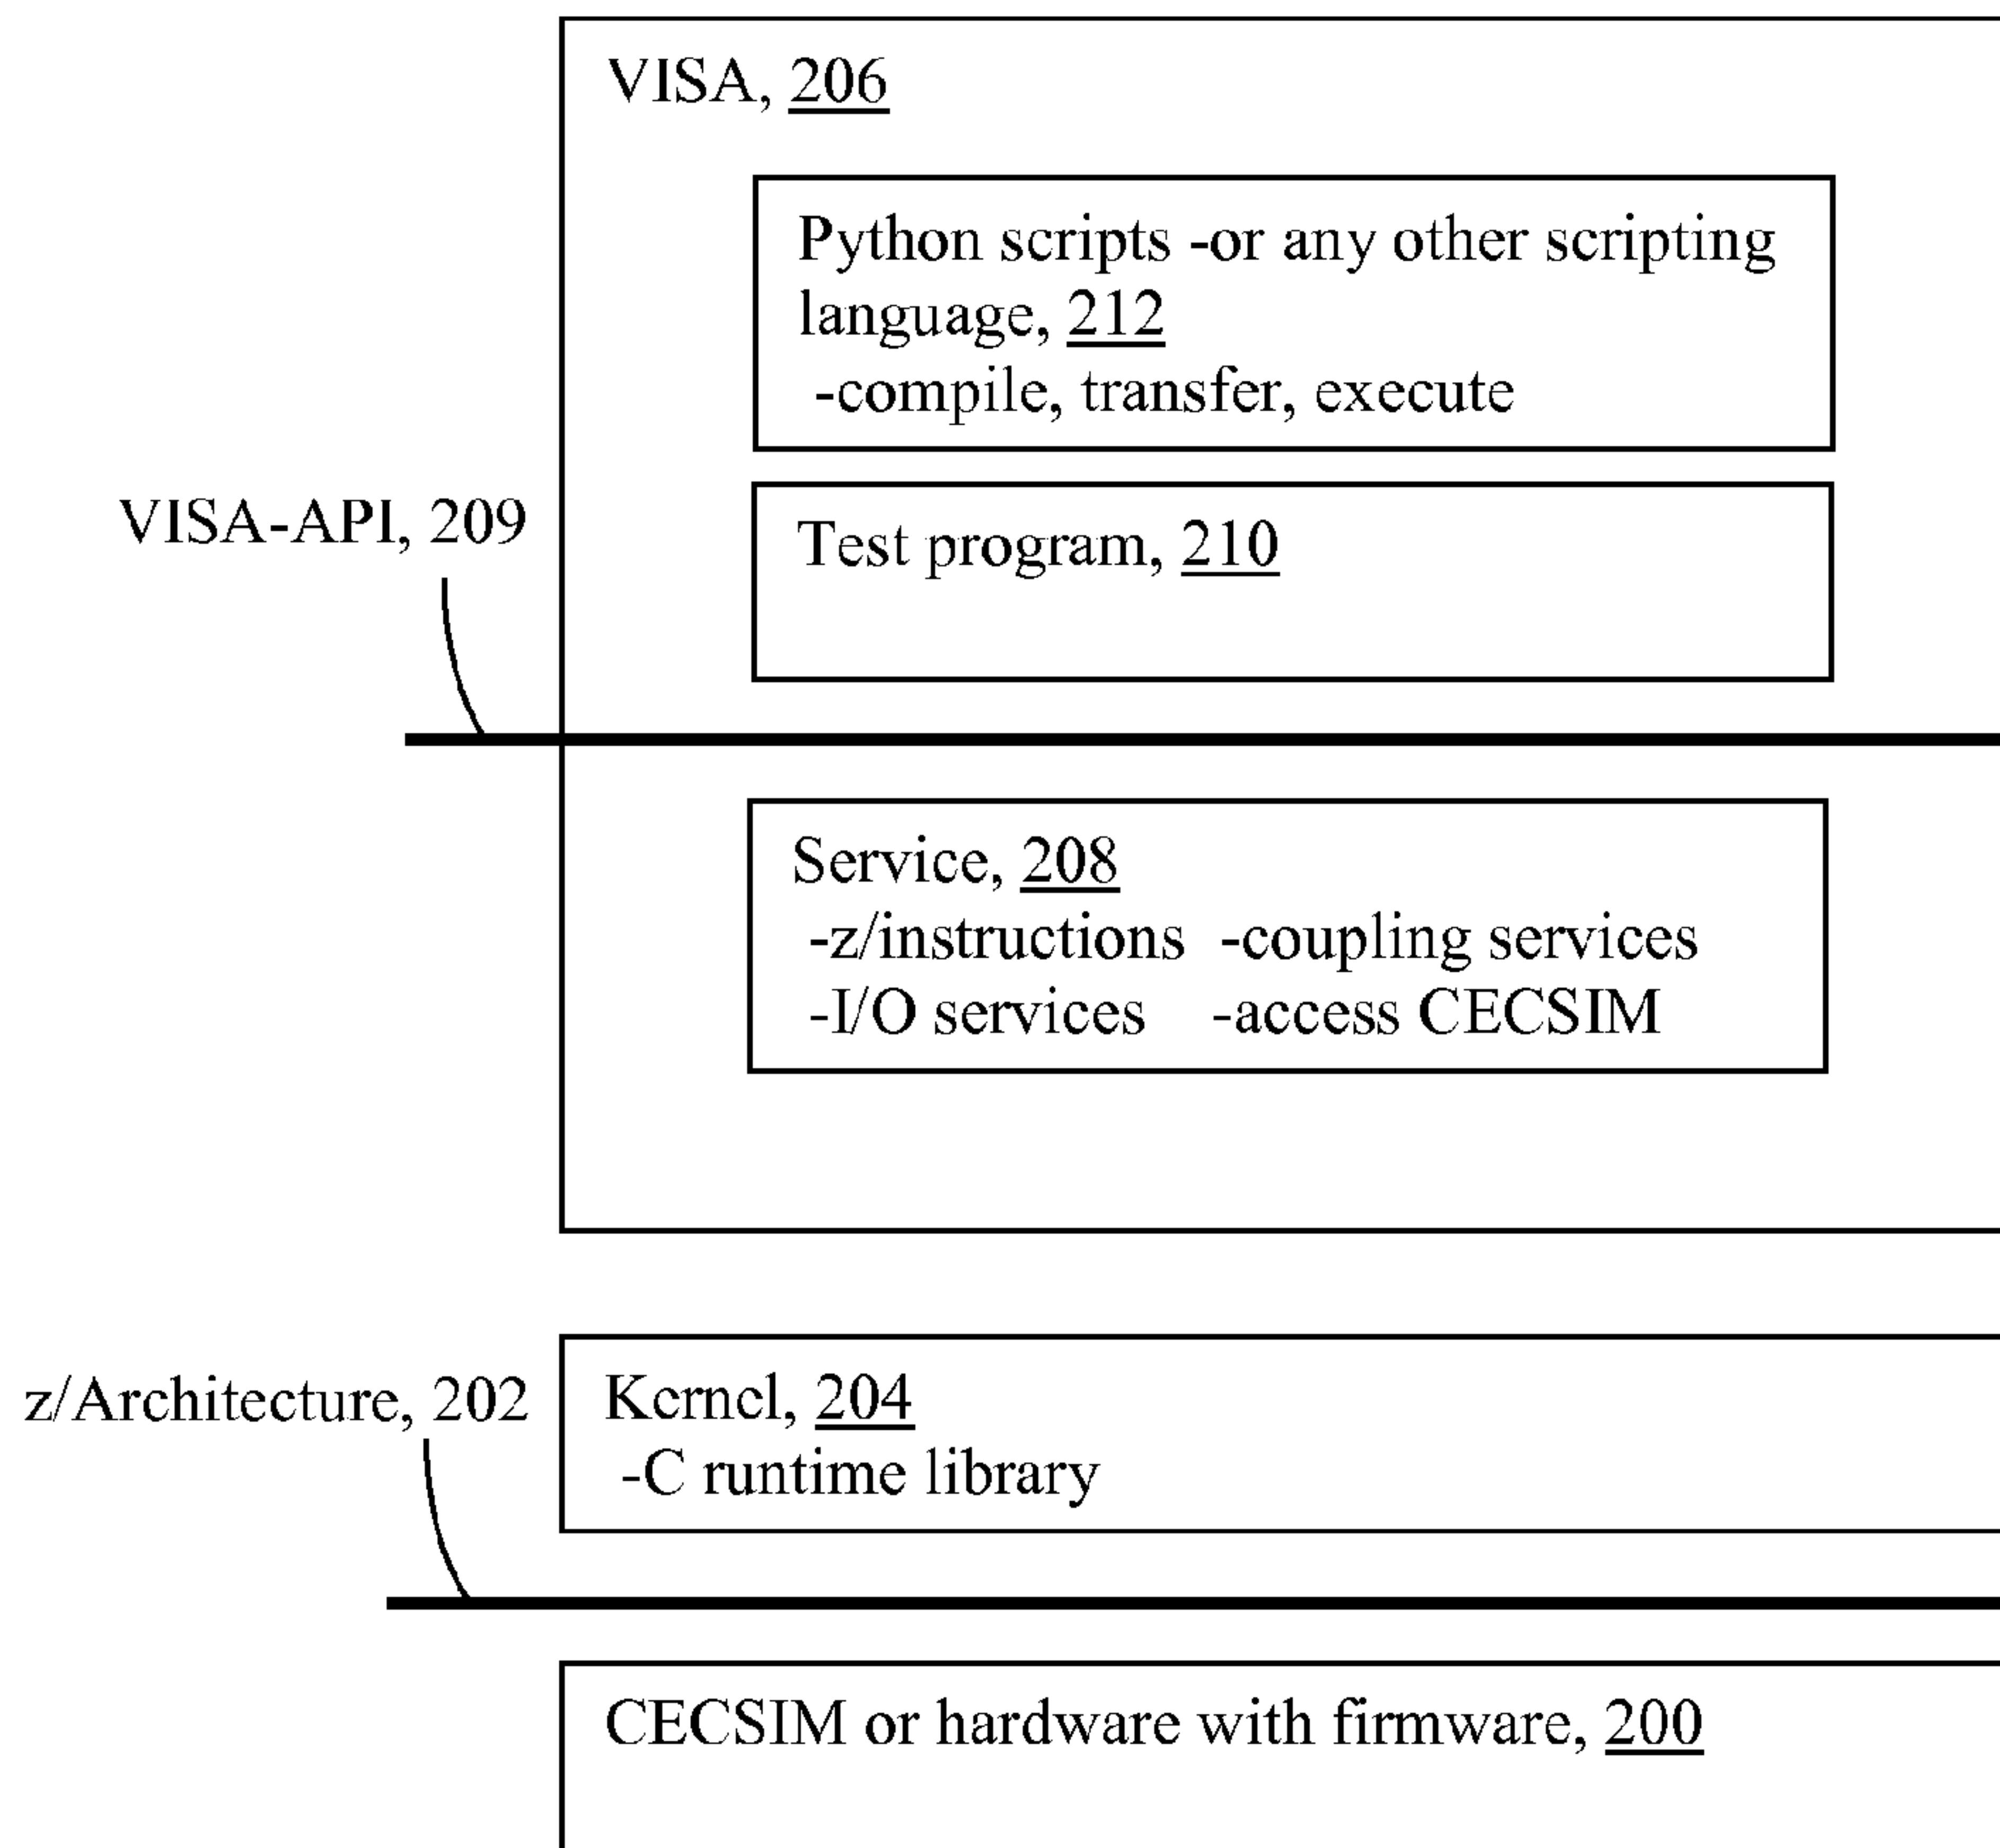 VISA, 206
Python scripts -or any other scripting
language, 212
-compile, transfer, execute
VISA-API, 209
Test program, 210
Service, 208
-z/instructions -coupling services
-I/O services -access CECSIM
z/Architecture, 202
Kernel, 204
-C runtime library
CECSIM or hardware with firmware, 200